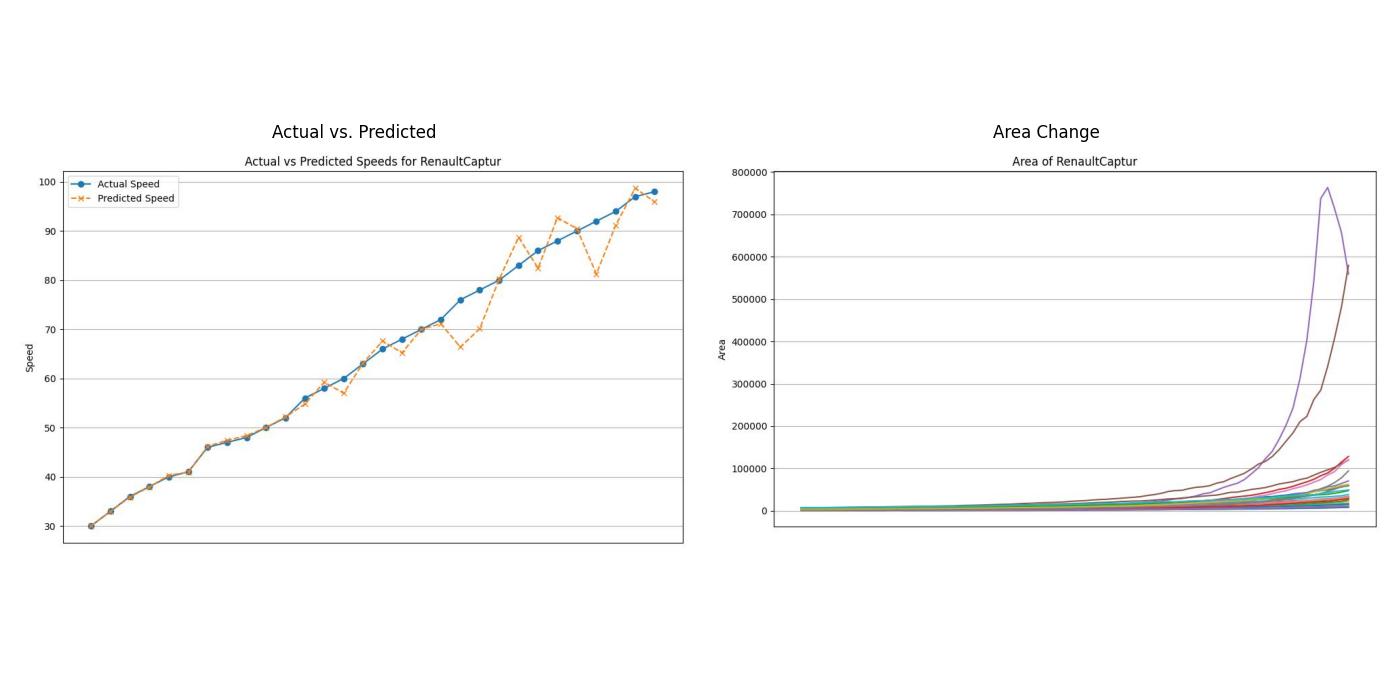 Actual vs. Predicted
Actual vs Predicted Speeds for RenaultCaptur
Actual Speed
Predicted Speed
100
90
80
70
60
50
40
30
Speed
Area Change
Area of RenaultCaptur
800000
700000
600000
500000
400000
300000
200000
100000
0
Area